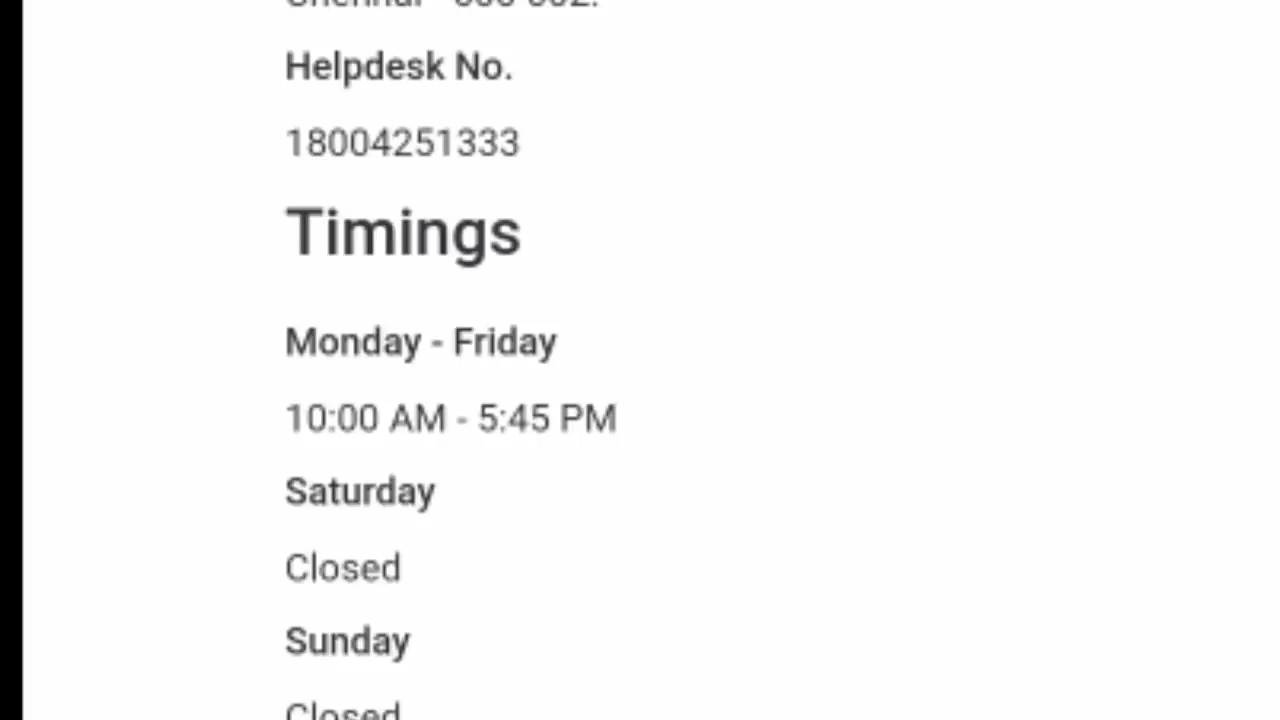 Helpdesk No.
18004251333
Timings
Monday - Friday
10:00 AM - 5:45 PM
Saturday
Closed
Sunday
Closed